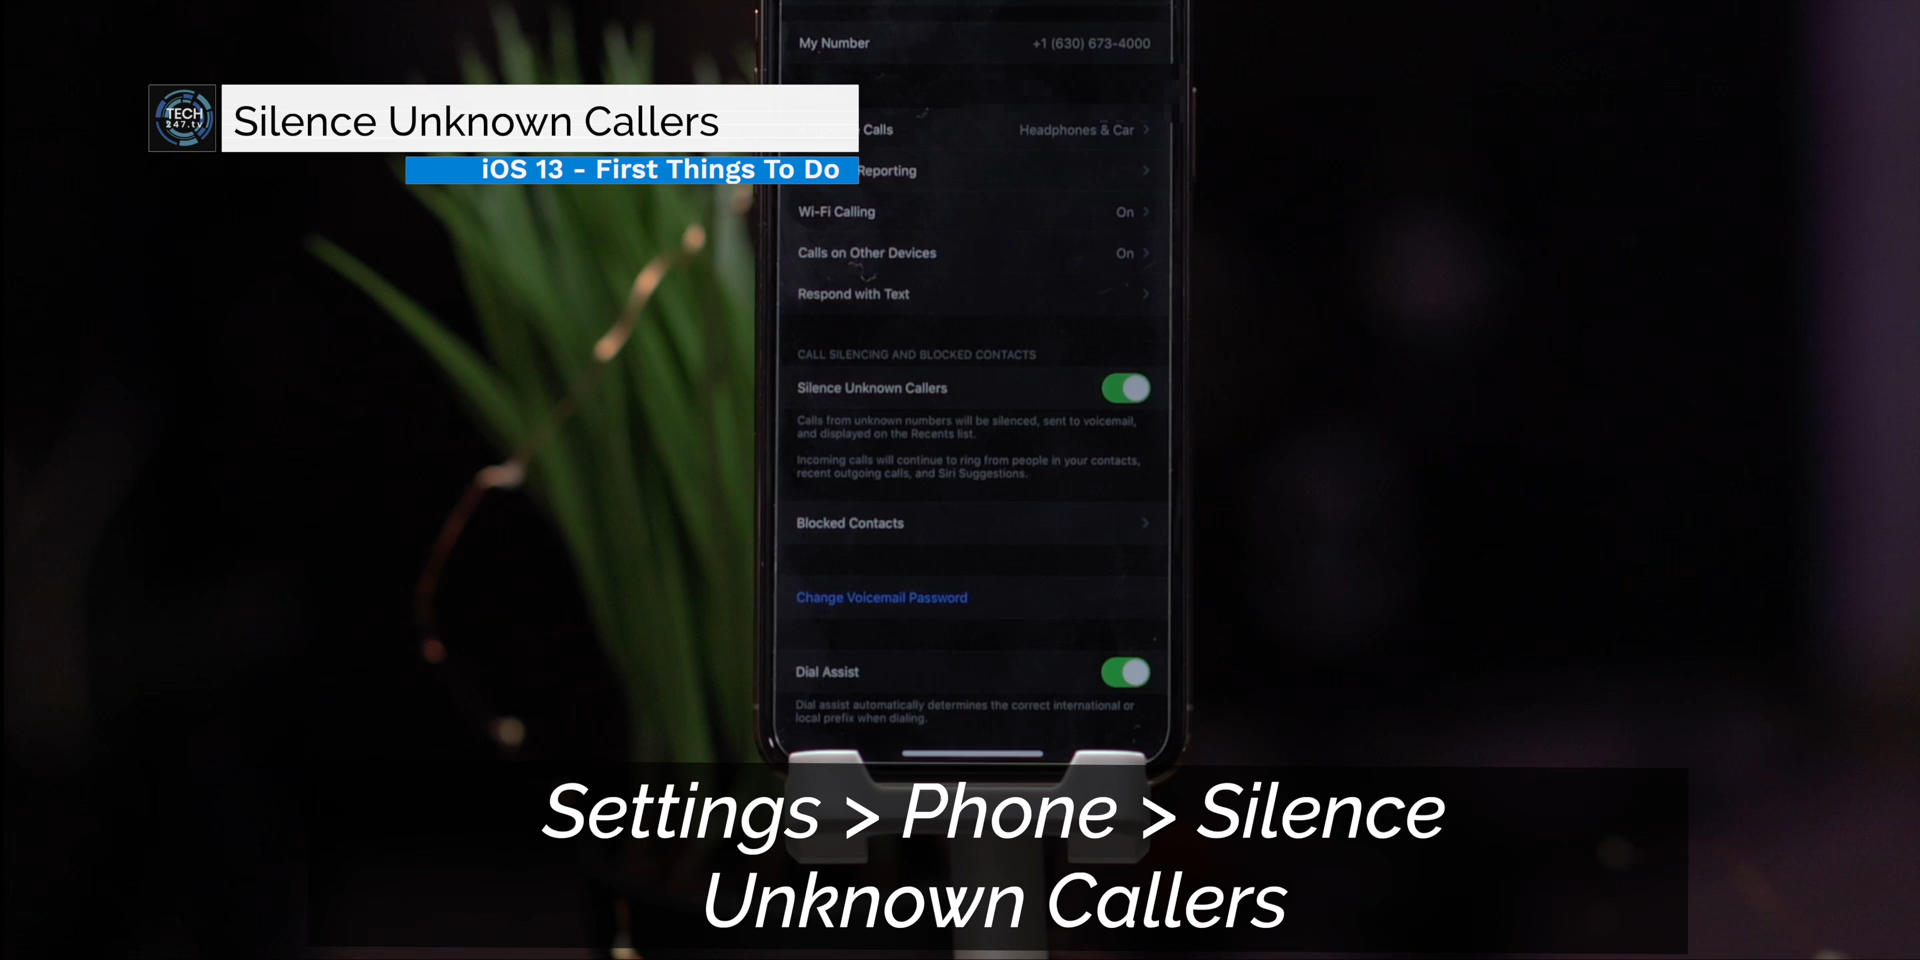 My Number +1 (630) 673-4000
TECH
247.tv
Silence Unknown Callers
iOS 13 - First Things To Do
Calls Headphones & Car >
Reporting >
Wi-Fi Calling On >
Calls on Other Devices On >
Respond with Text >
CALL SILENCING AND BLOCKED CONTACTS
Silence Unknown Callers
Calls from unknown numbers will be silenced, sent to voicemail,
and displayed on the Recents list.
Incoming calls will continue to ring from people in your contacts,
recent outgoing calls, and Siri Suggestions.
Blocked Contacts >
Change Voicemail Password
Dial Assist
Dial assist automatically determines the correct international or
local prefix when dialing.
Settings > Phone > Silence
Unknown Callers